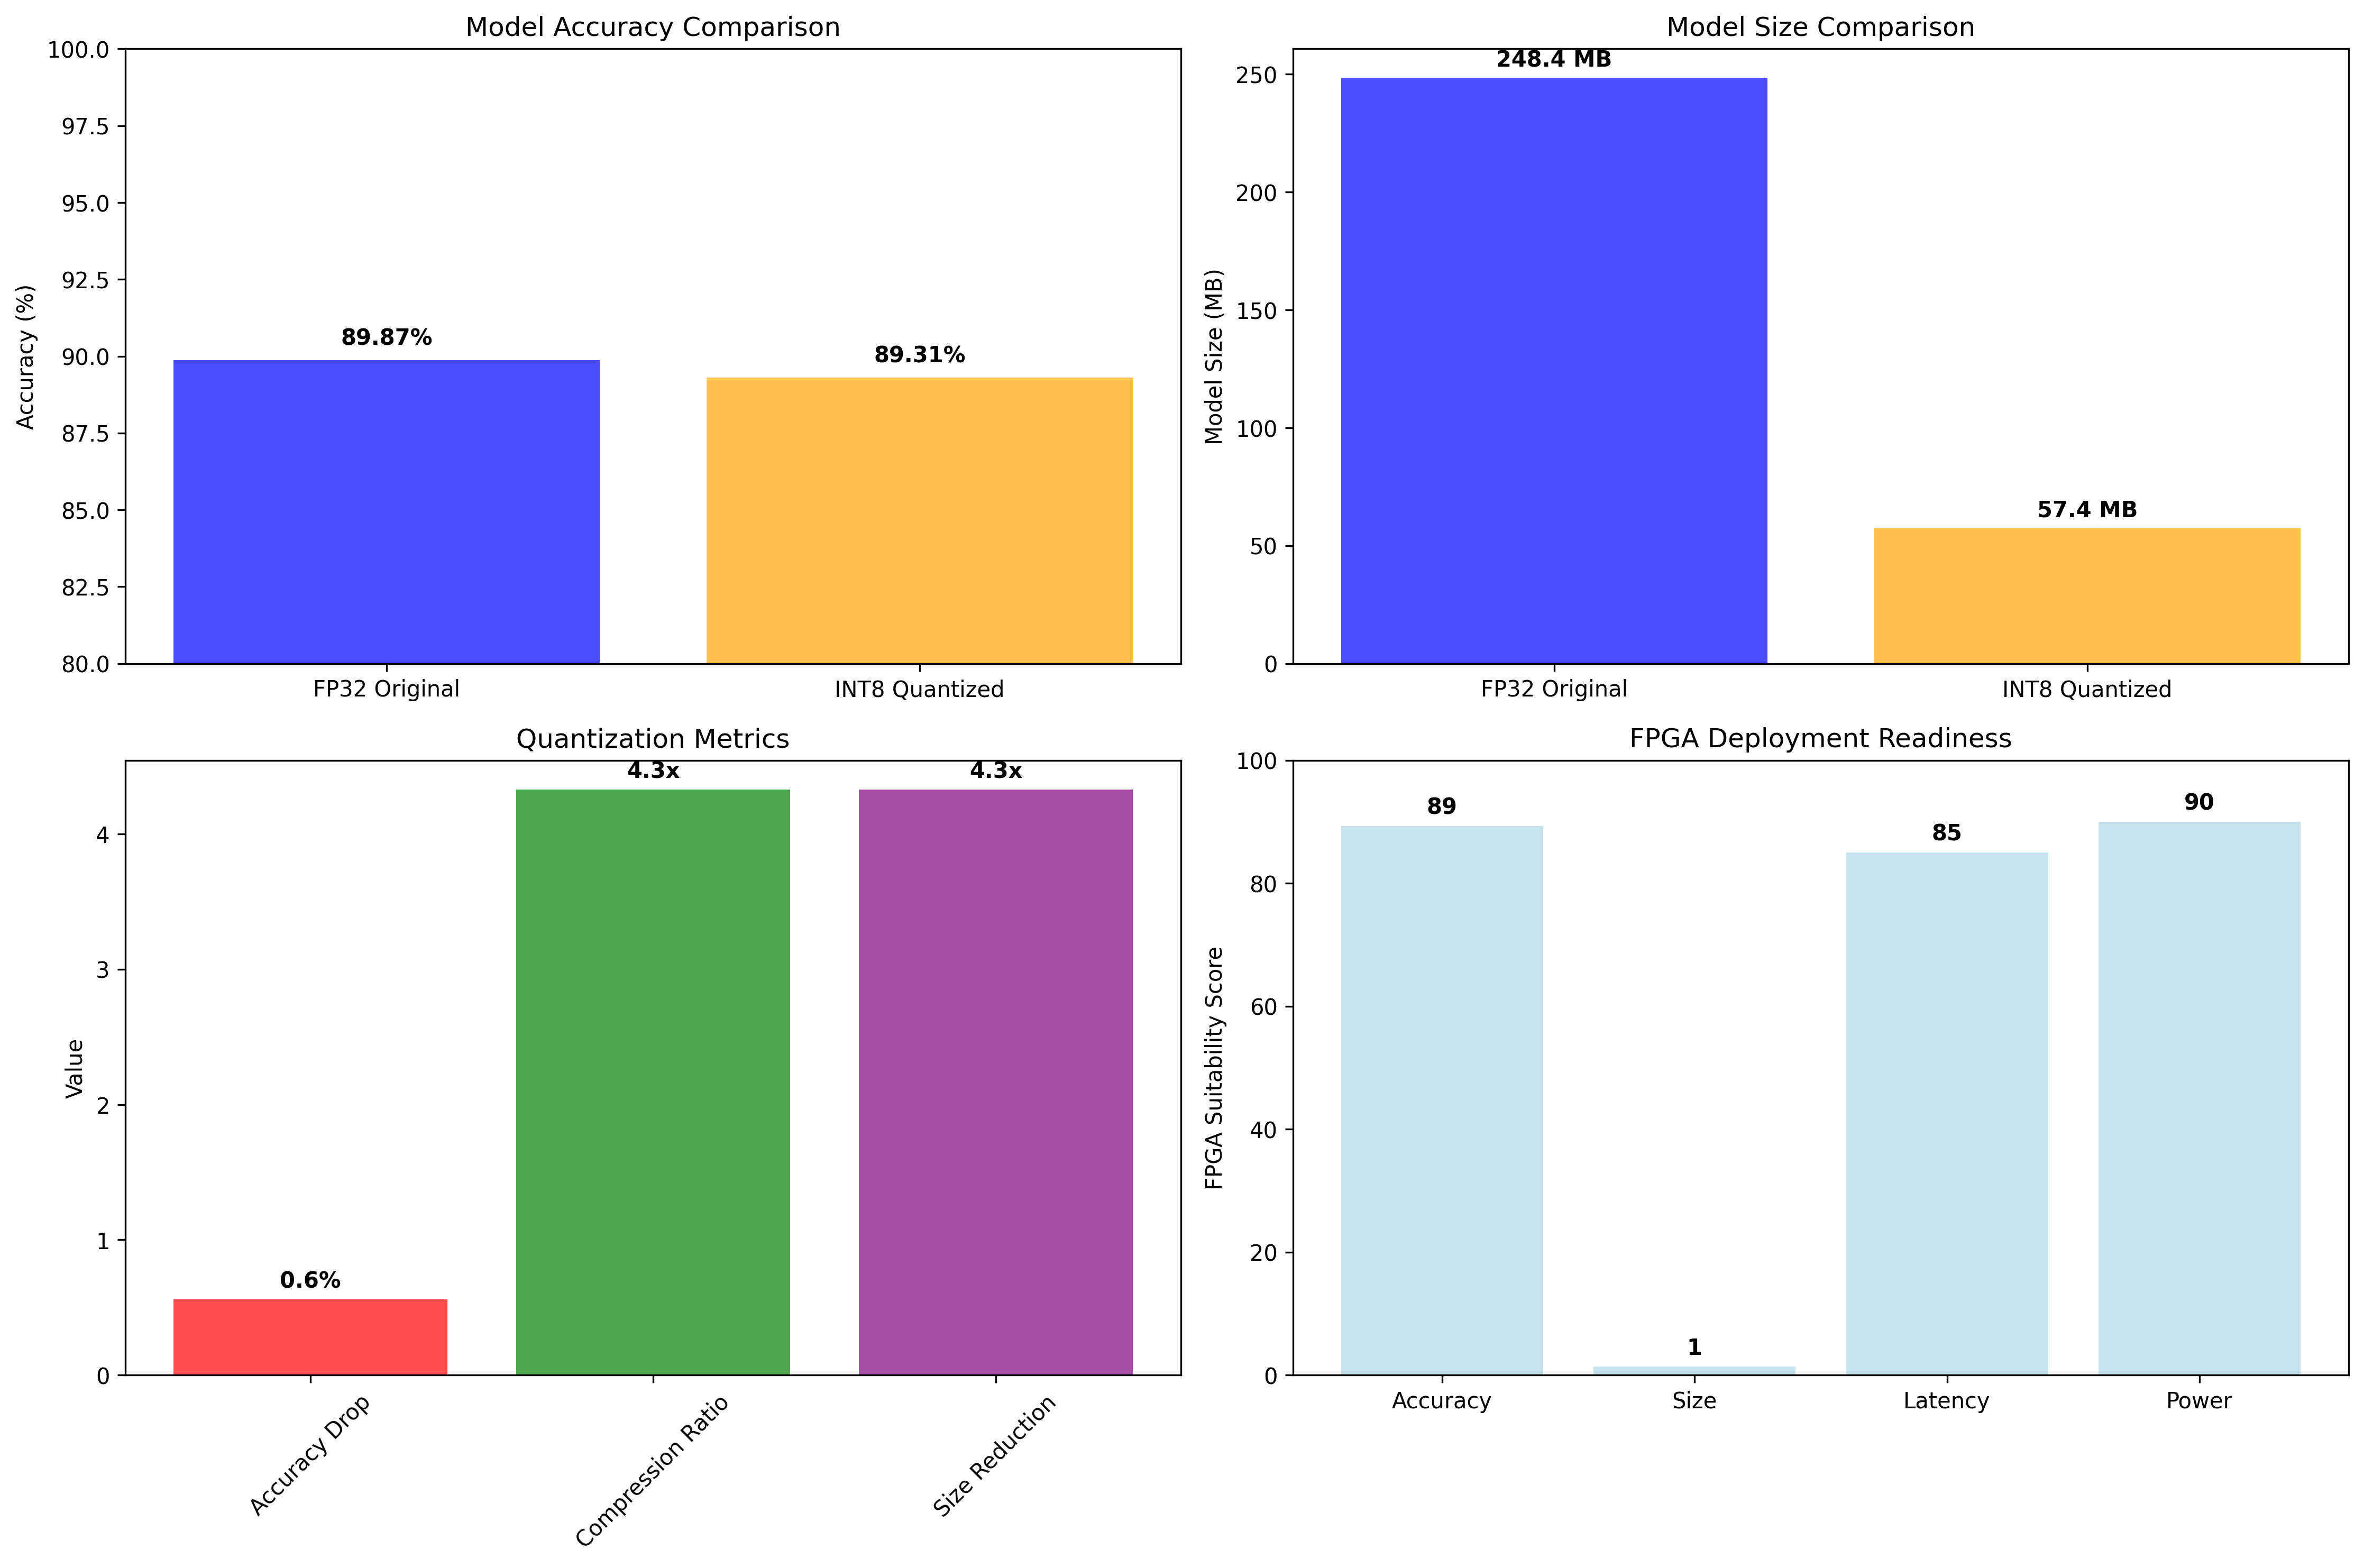 Model Accuracy Comparison
100.0
97.5
95.0
92.5
90.0
87.5
85.0
82.5
80.0
Accuracy (%)
89.87%
89.31%
FP32 Original
INT8 Quantized
Model Size Comparison
250
200
150
100
50
0
Model Size (MB)
248.4 MB
57.4 MB
FP32 Original
INT8 Quantized
Quantization Metrics
4
3
2
1
0
Value
0.6%
4.3x
4.3x
Accuracy Drop
Compression Ratio
Size Reduction
FPGA Deployment Readiness
100
80
60
40
20
0
FPGA Suitability Score
89
1
85
90
Accuracy
Size
Latency
Power